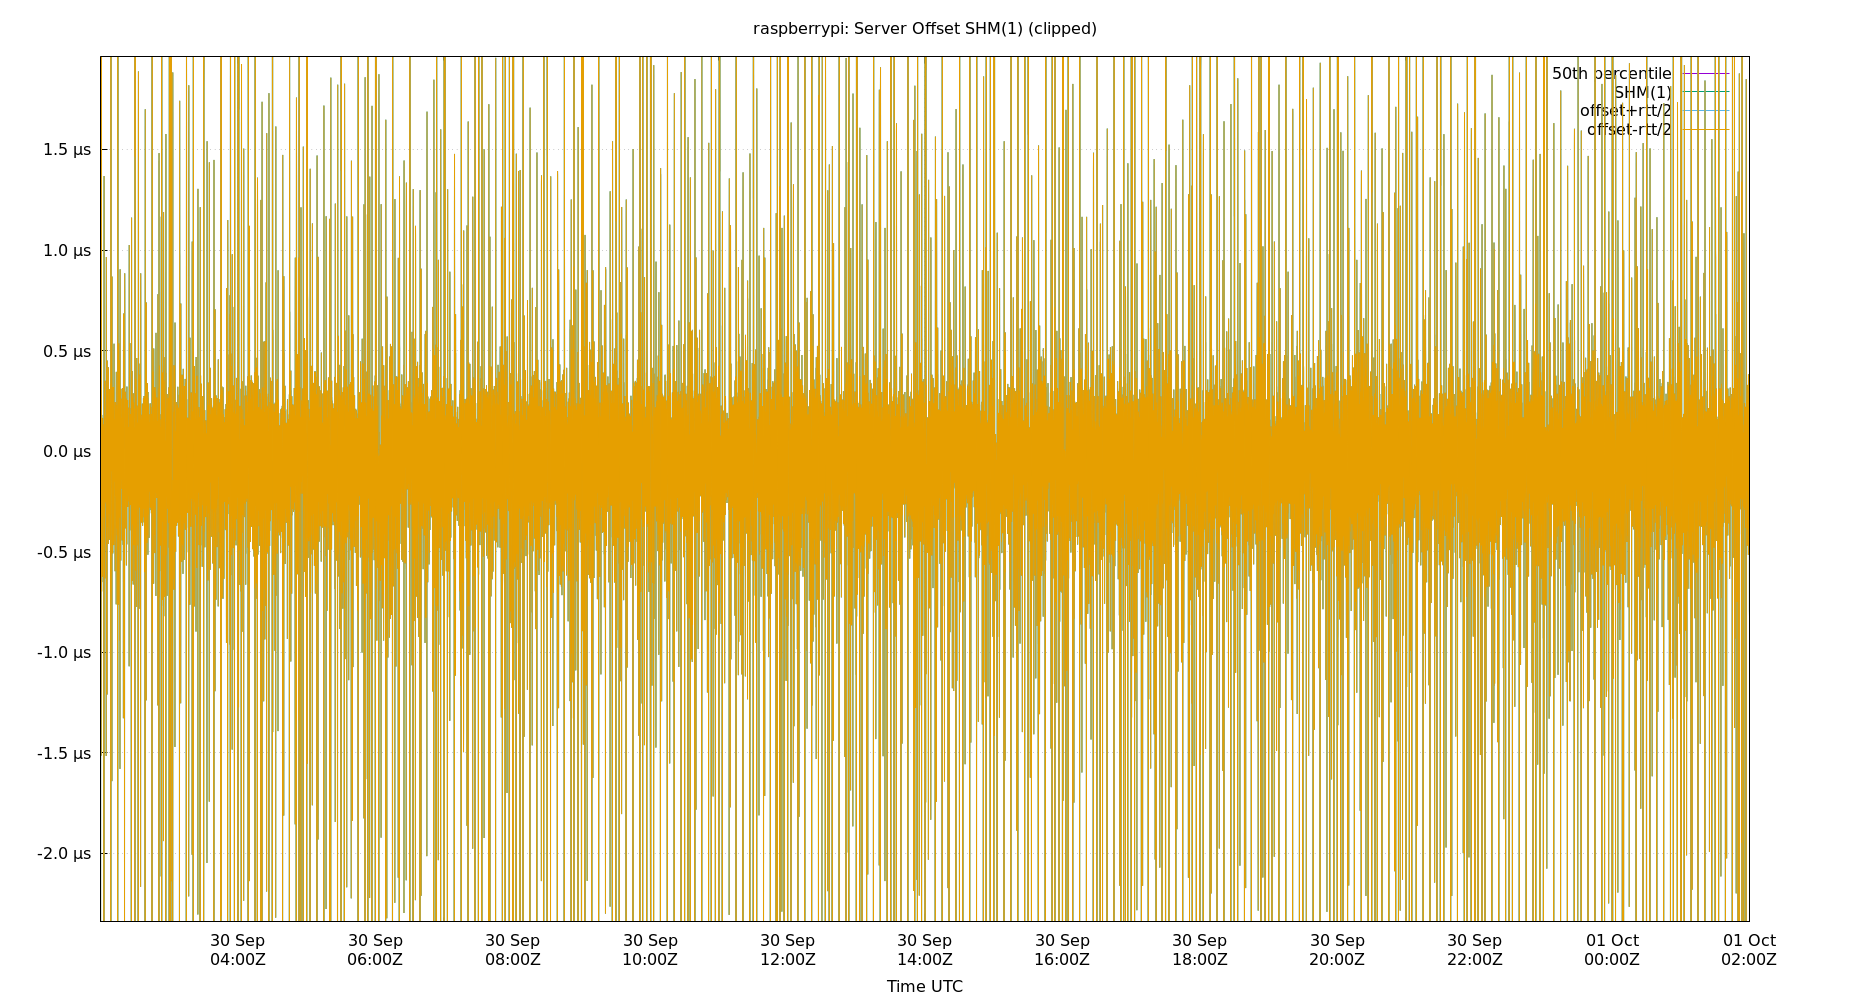 raspberrypi: Server Offset SHM(1) (clipped)
50th percentile
SHM(1)
offset+rtt/2
offset-rtt/2
1.5 µs
1.0 µs
0.5 µs
0.0 µs
-0.5 µs
-1.0 µs
-1.5 µs
-2.0 µs
30 Sep 30 Sep 30 Sep 30 Sep 30 Sep 30 Sep 30 Sep 30 Sep 30 Sep 30 Sep 01 Oct 01 Oct
04:00Z 06:00Z 08:00Z 10:00Z 12:00Z 14:00Z 16:00Z 18:00Z 20:00Z 22:00Z 00:00Z 02:00Z
Time UTC